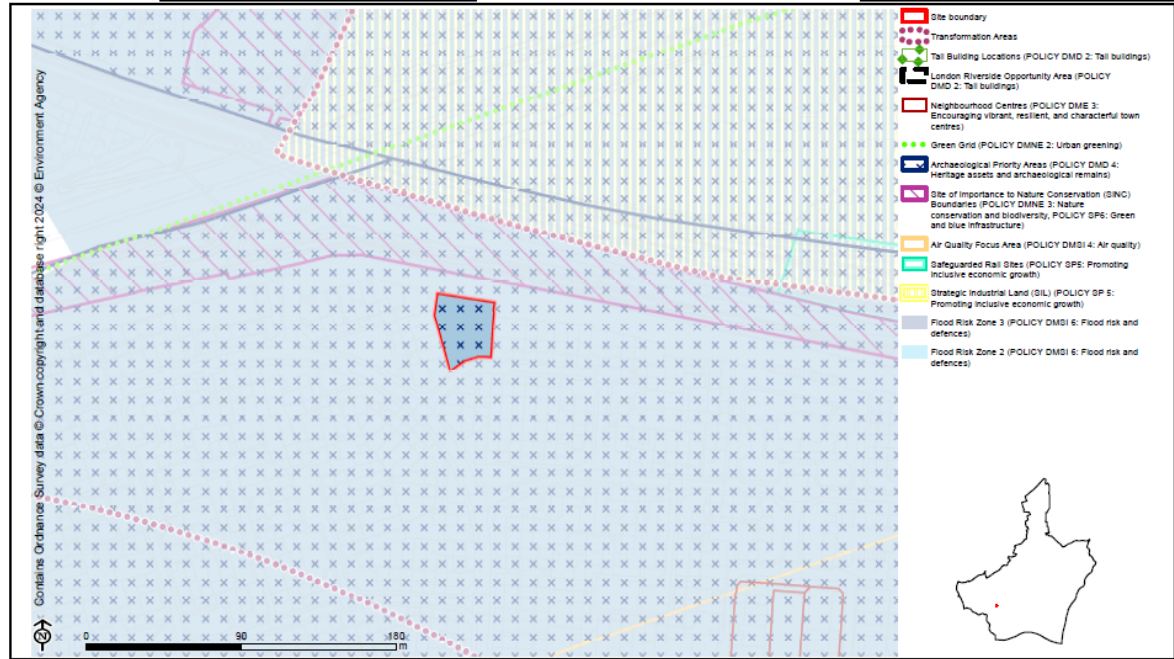 Site boundary
Transformation Areas
Tall Building Locations (POLICY DMD 2: Tall buildings)
London Riverside Opportunity Area (POLICY
DMD 2: Tall buildings)
Neighbourhood Centres (POLICY DME 3:
Encouraging vibrant, resilient, and characterful town
centres)
Green Grid (POLICY DMNE 2: Urban greening)
Archaeological Priority Areas (POLICY DMD 4:
Heritage assets and archaeological remains)
Site of Importance to Nature Conservation (SINC)
Boundaries (POLICY DMNE 3: Nature
conservation and biodiversity, POLICY SP6: Green
and blue infrastructure)
Air Quality Focus Area (POLICY DMSI 4: Air quality)
Safeguarded Rail Sites (POLICY SP5: Promoting
inclusive economic growth)
Strategic Industrial Land (SIL) (POLICY SP 5:
Promoting inclusive economic growth)
Flood Risk Zone 3 (POLICY DMSI 6: Flood risk and
defences)
Flood Risk Zone 2 (POLICY DMSI 6: Flood risk and
defences)
Contains Ordnance Survey data © Crown copyright and database right 2024 © Environment Agency
N
0 90 180
m